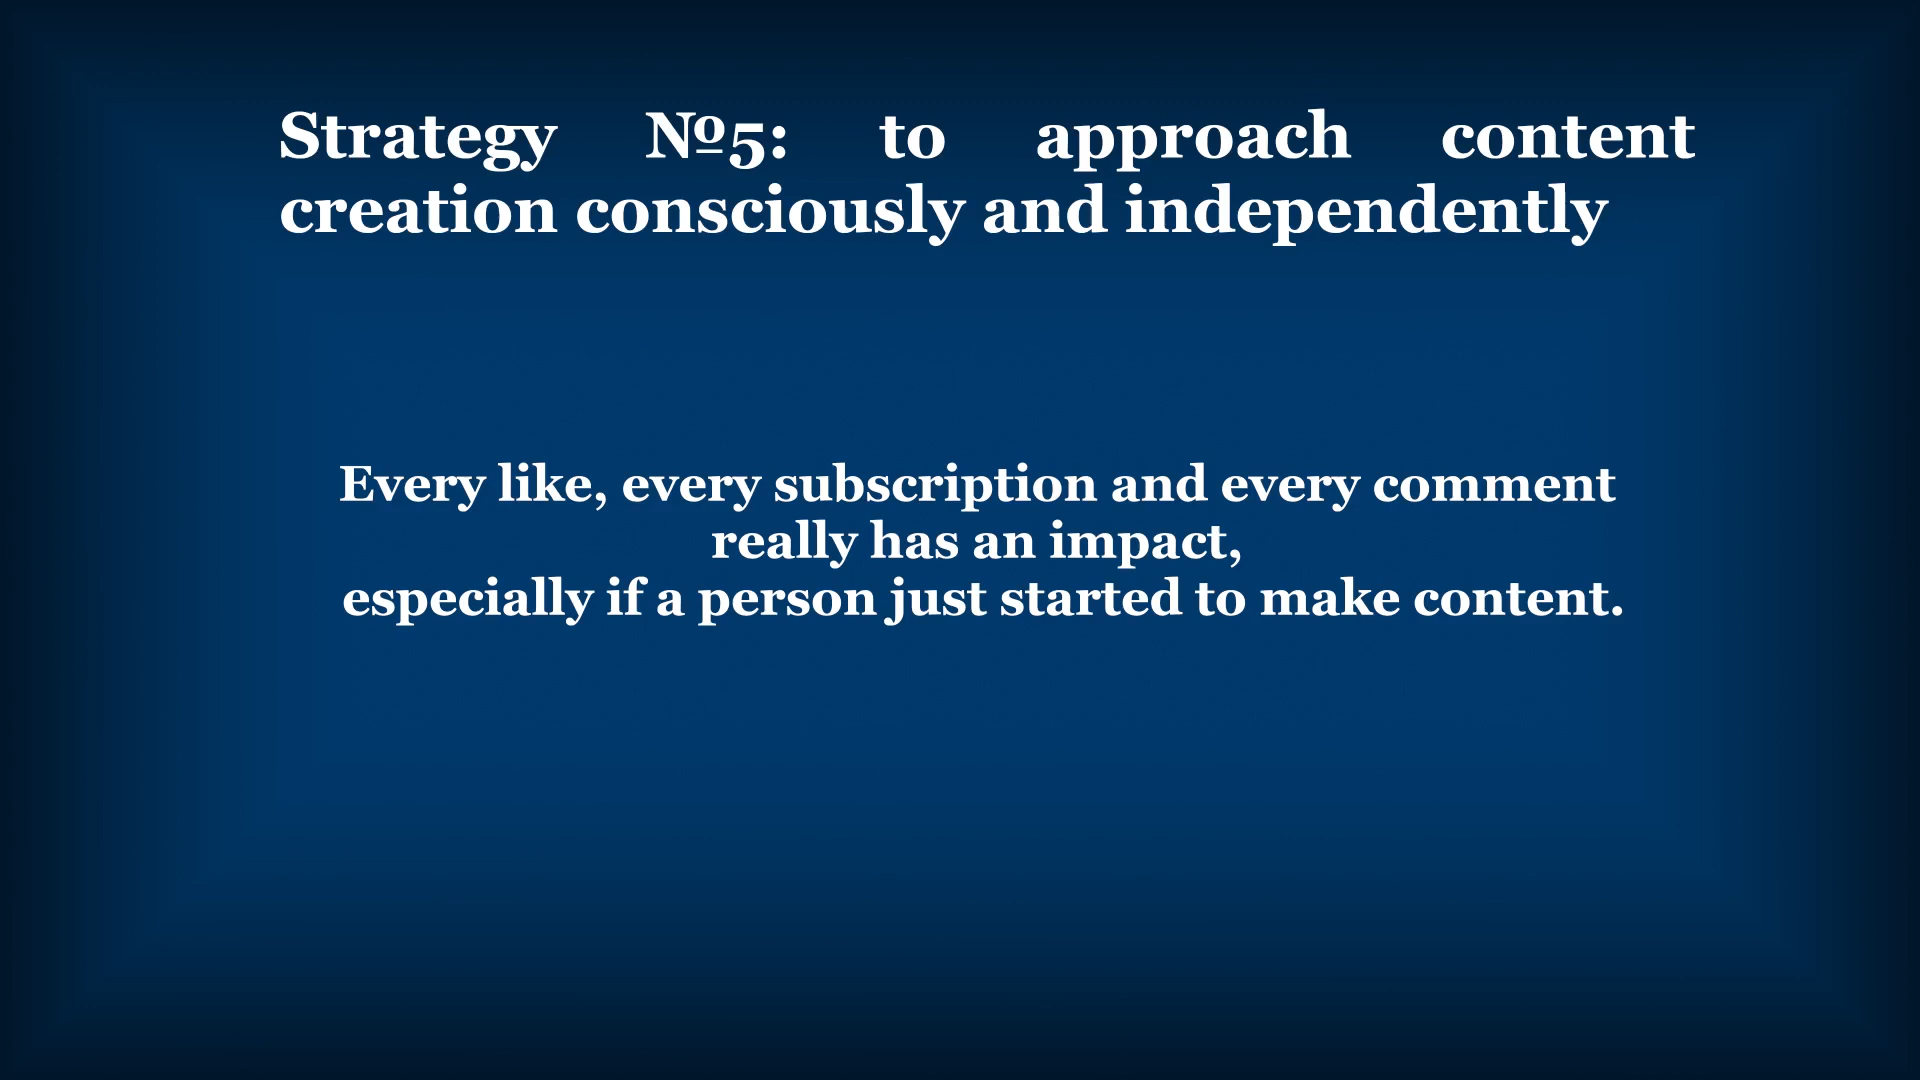 Strategy №5: to approach content
creation consciously and independently
Every like, every subscription and every comment
really has an impact,
especially if a person just started to make content.